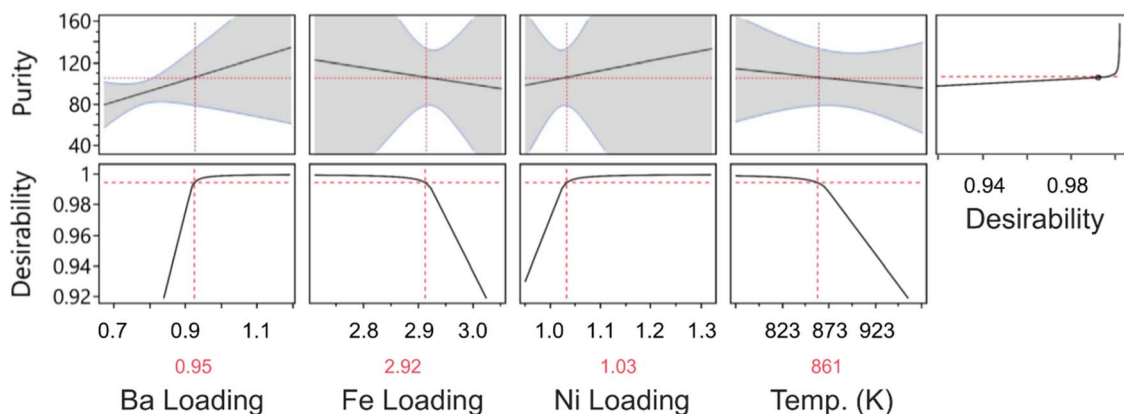 Purity
160
120
80
40
Desirability
1
0.98
0.96
0.94
0.92
0.94 0.98
Desirability
0.7 0.9 1.1 2.8 2.9 3.0 1.0 1.1 1.2 1.3 823 873 923
0.95 2.92 1.03 861
Ba Loading Fe Loading Ni Loading Temp. (K)